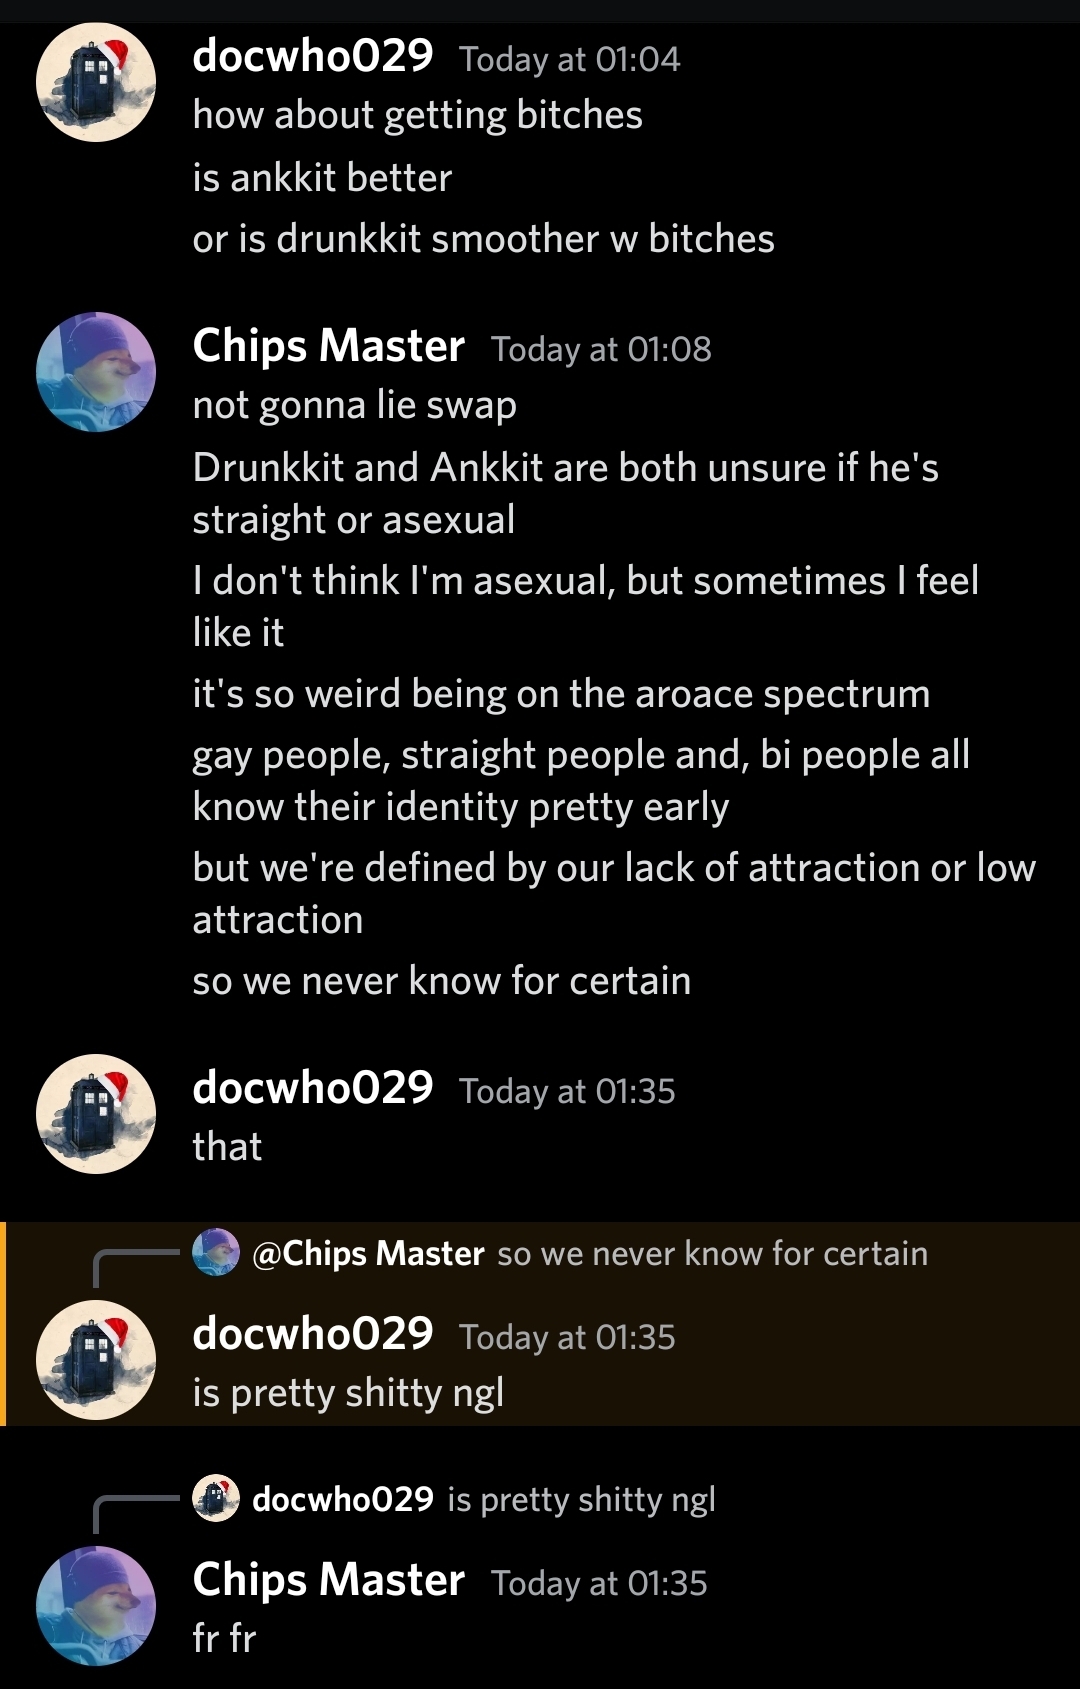 docwho029 Today at 01:04
how about getting bitches
is ankkit better
or is drunkkit smoother w bitches
Chips Master Today at 01:08
not gonna lie swap
Drunkkit and Ankkit are both unsure if he's
straight or asexual
I don't think I'm asexual, but sometimes I feel
like it
it's so weird being on the aroace spectrum
gay people, straight people and, bi people all
know their identity pretty early
but we're defined by our lack of attraction or low
attraction
so we never know for certain
docwho029 Today at 01:35
that
@Chips Master so we never know for certain
docwho029 Today at 01:35
is pretty shitty ngl
docwho029 is pretty shitty ngl
Chips Master Today at 01:35
fr fr